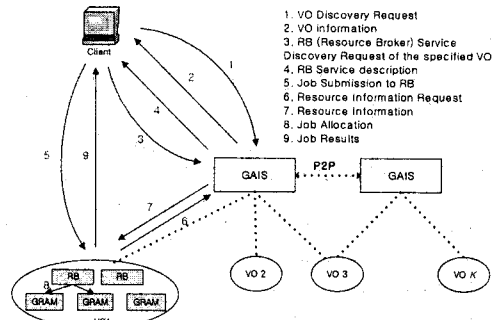 1. VO Discovery Request
2. VO information
3. RB (Resource Broker) Service
Discovery Request of the specified VO
4. RB Service description
5. Job Submission to RB
6. Resource Information Request
7. Resource Information
8. Job Allocation
9. Job Results
Client
1
2
4
3
5
9
P2P
GAIS
GAIS
7
6
RB
RB
8
GRAM
GRAM
GRAM
VO 2
VO 3
VO K